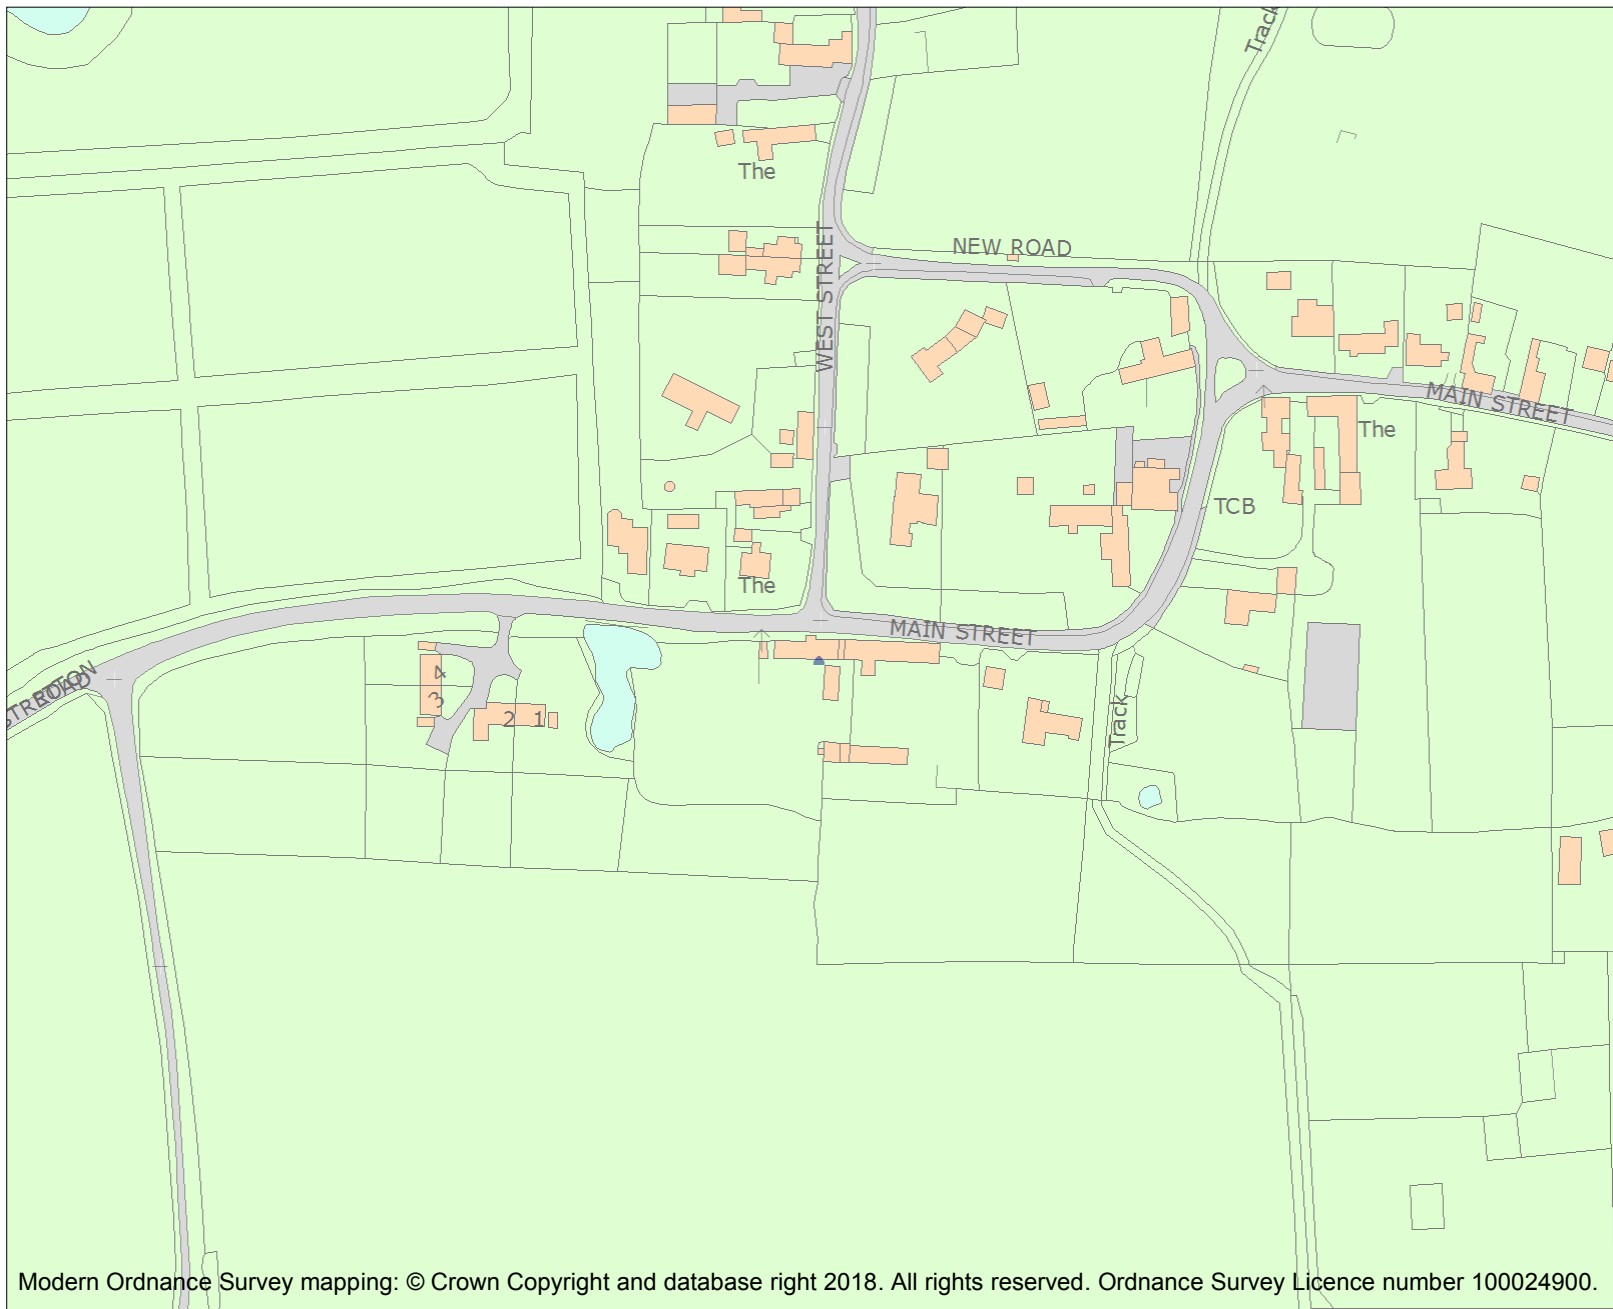 Track
The
NEW ROAD
WEST STREET
MAIN STREET
The
TCB
The
MAIN STREET
4
3
2 1
Track
ROAD
Modern Ordnance Survey mapping: © Crown Copyright and database right 2018. All rights reserved. Ordnance Survey Licence number 100024900.